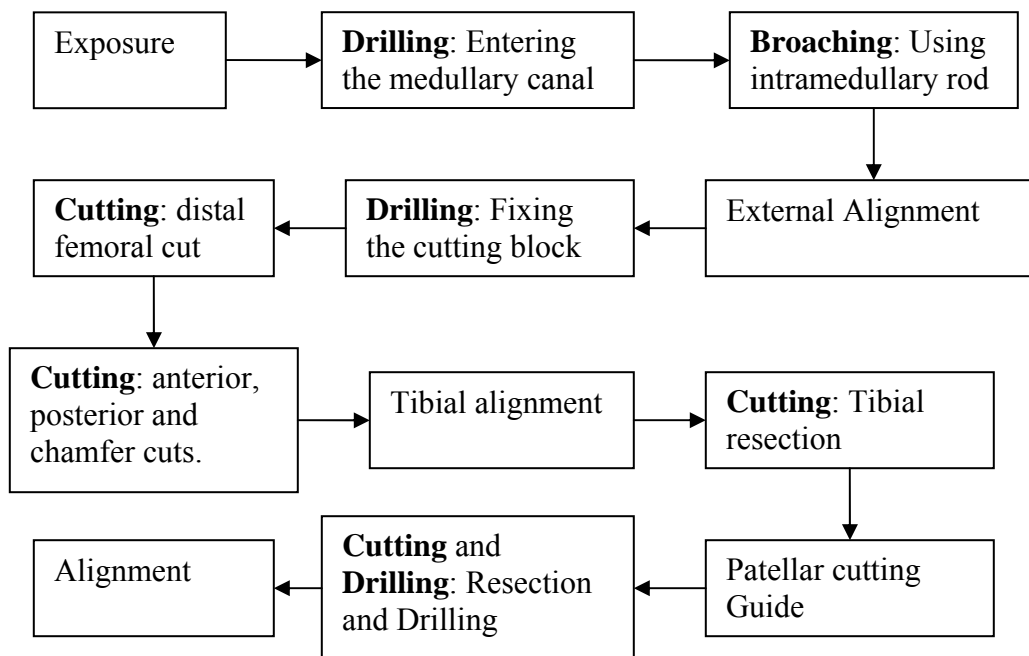 Exposure
Drilling: Entering
the medullary canal
Broaching: Using
intramedullary rod
External Alignment
Drilling: Fixing
the cutting block
Cutting: distal
femoral cut
Cutting: anterior,
posterior and
chamfer cuts.
Tibial alignment
Cutting: Tibial
resection
Patellar cutting
Guide
Cutting and
Drilling: Resection
and Drilling
Alignment